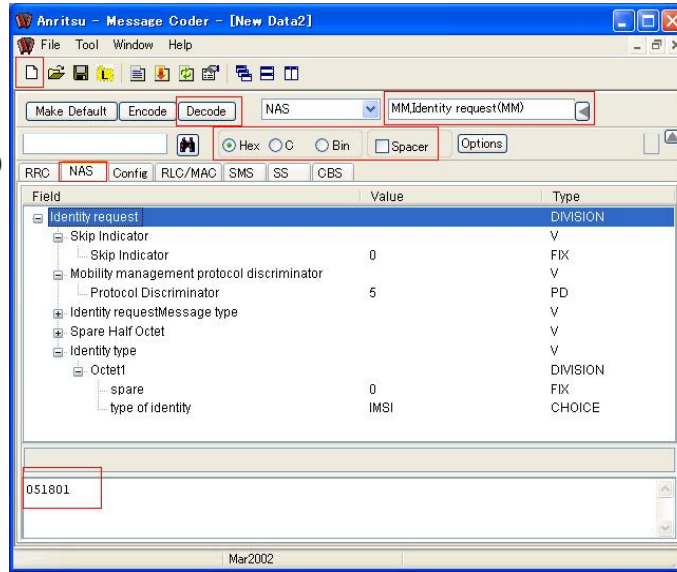 Anritsu - Message Coder - [New Data2]
File Tool Window Help
Make Default Encode Decode NAS MM,Identity request(MM)
Hex C Bin Spacer Options
RRC NAS Config RLC/MAC SMS SS CBS
Field Value Type
Identity request DIVISION
Skip Indicator V
Skip Indicator 0 FIX
Mobility management protocol discriminator V
Protocol Discriminator 5 PD
Identity requestMessage type V
Spare Half Octet V
Identity type V
Octet1 DIVISION
spare 0 FIX
type of identity IMSI CHOICE
051801
Mar2002